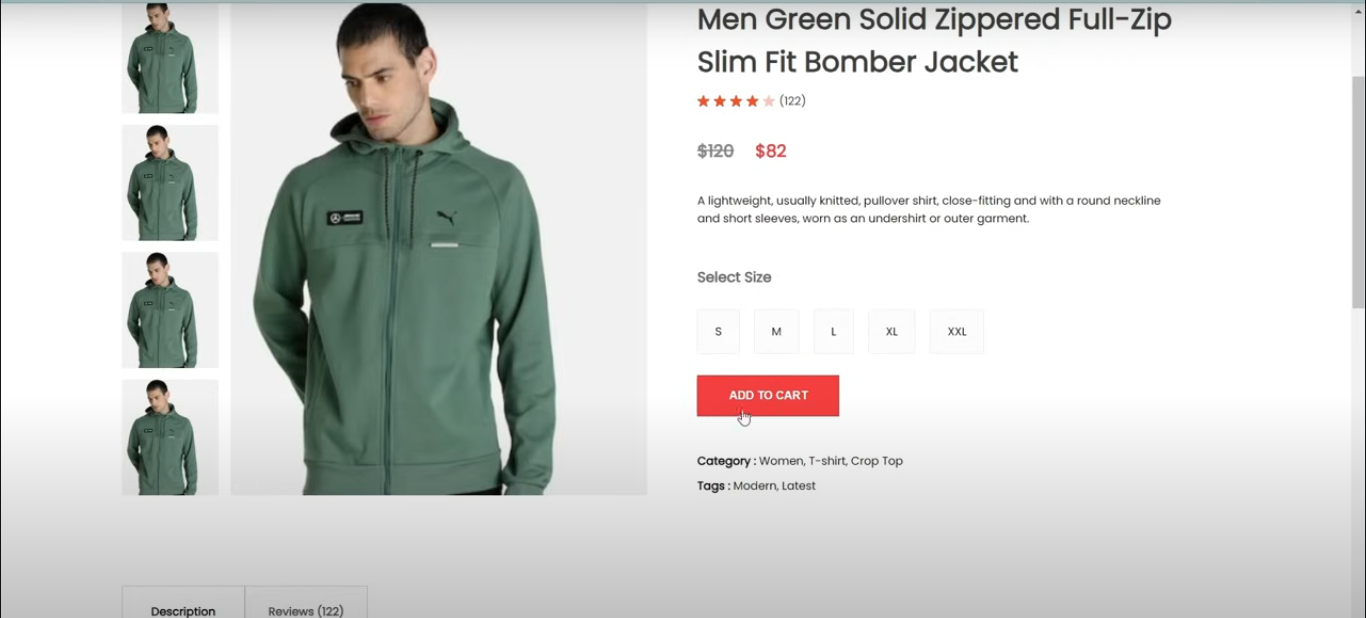 Men Green Solid Zippered Full-Zip
Slim Fit Bomber Jacket
(122)
$120 $82
A lightweight, usually knitted, pullover shirt, close-fitting and with a round neckline
and short sleeves, worn as an undershirt or outer garment.
Select Size
S M L XL XXL
ADD TO CART
Category : Women, T-shirt, Crop Top
Tags : Modern, Latest
Description Reviews (122)